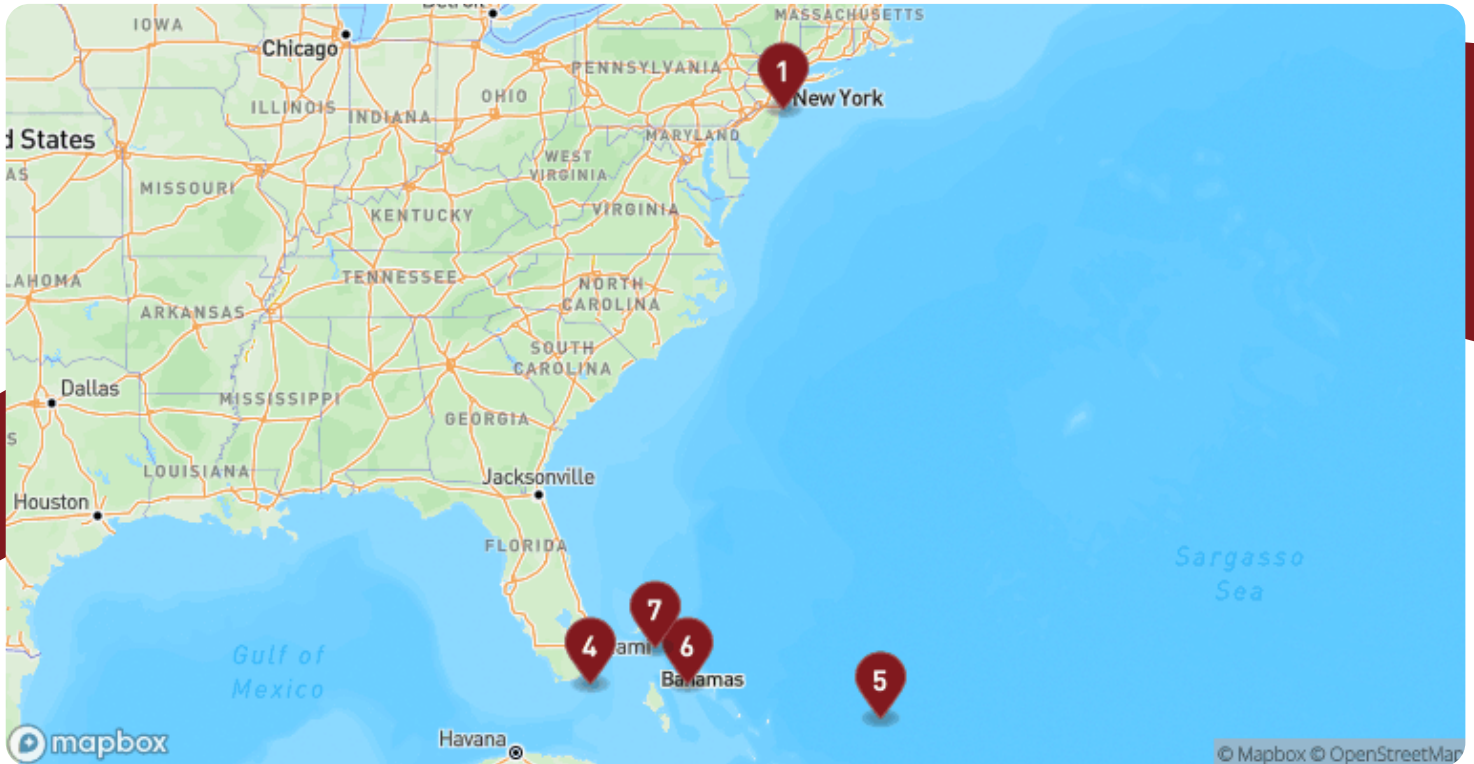 MASSACHUSETTS
IOWA
Chicago
PENNSYLVANIA
1
New York
OHIO
ILLINOIS
INDIANA
MARYLAND
d States
WEST
VIRGINIA
AS
MISSOURI
KENTUCKY
VIRGINIA
LAHOMA
TENNESSEE
NORTH
CAROLINA
ARKANSAS
SOUTH
CAROLINA
Dallas
MISSISSIPPI
GEORGIA
S
LOUISIANA
Jacksonville
Houston
FLORIDA
Sargasso
Sea
7
4
ami
6
Gulf of
Mexico
Bahamas
5
Havana
mapbox
© Mapbox © OpenStreetMap